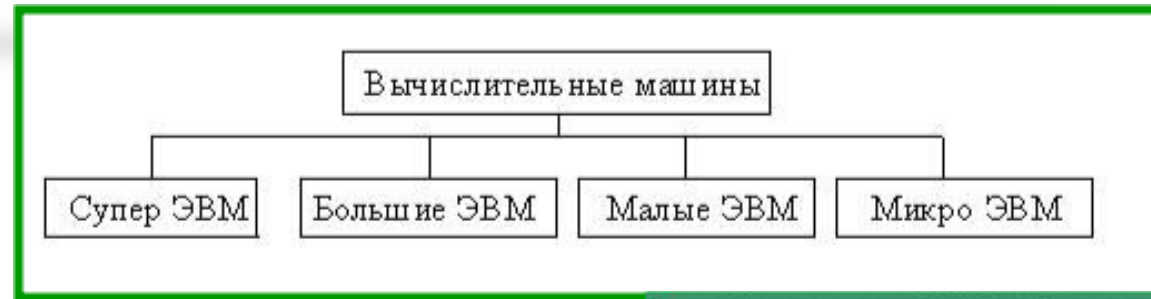 Вычислительные машины
Супер ЭВМ
Большие ЭВМ
Малые ЭВМ
Микро ЭВМ